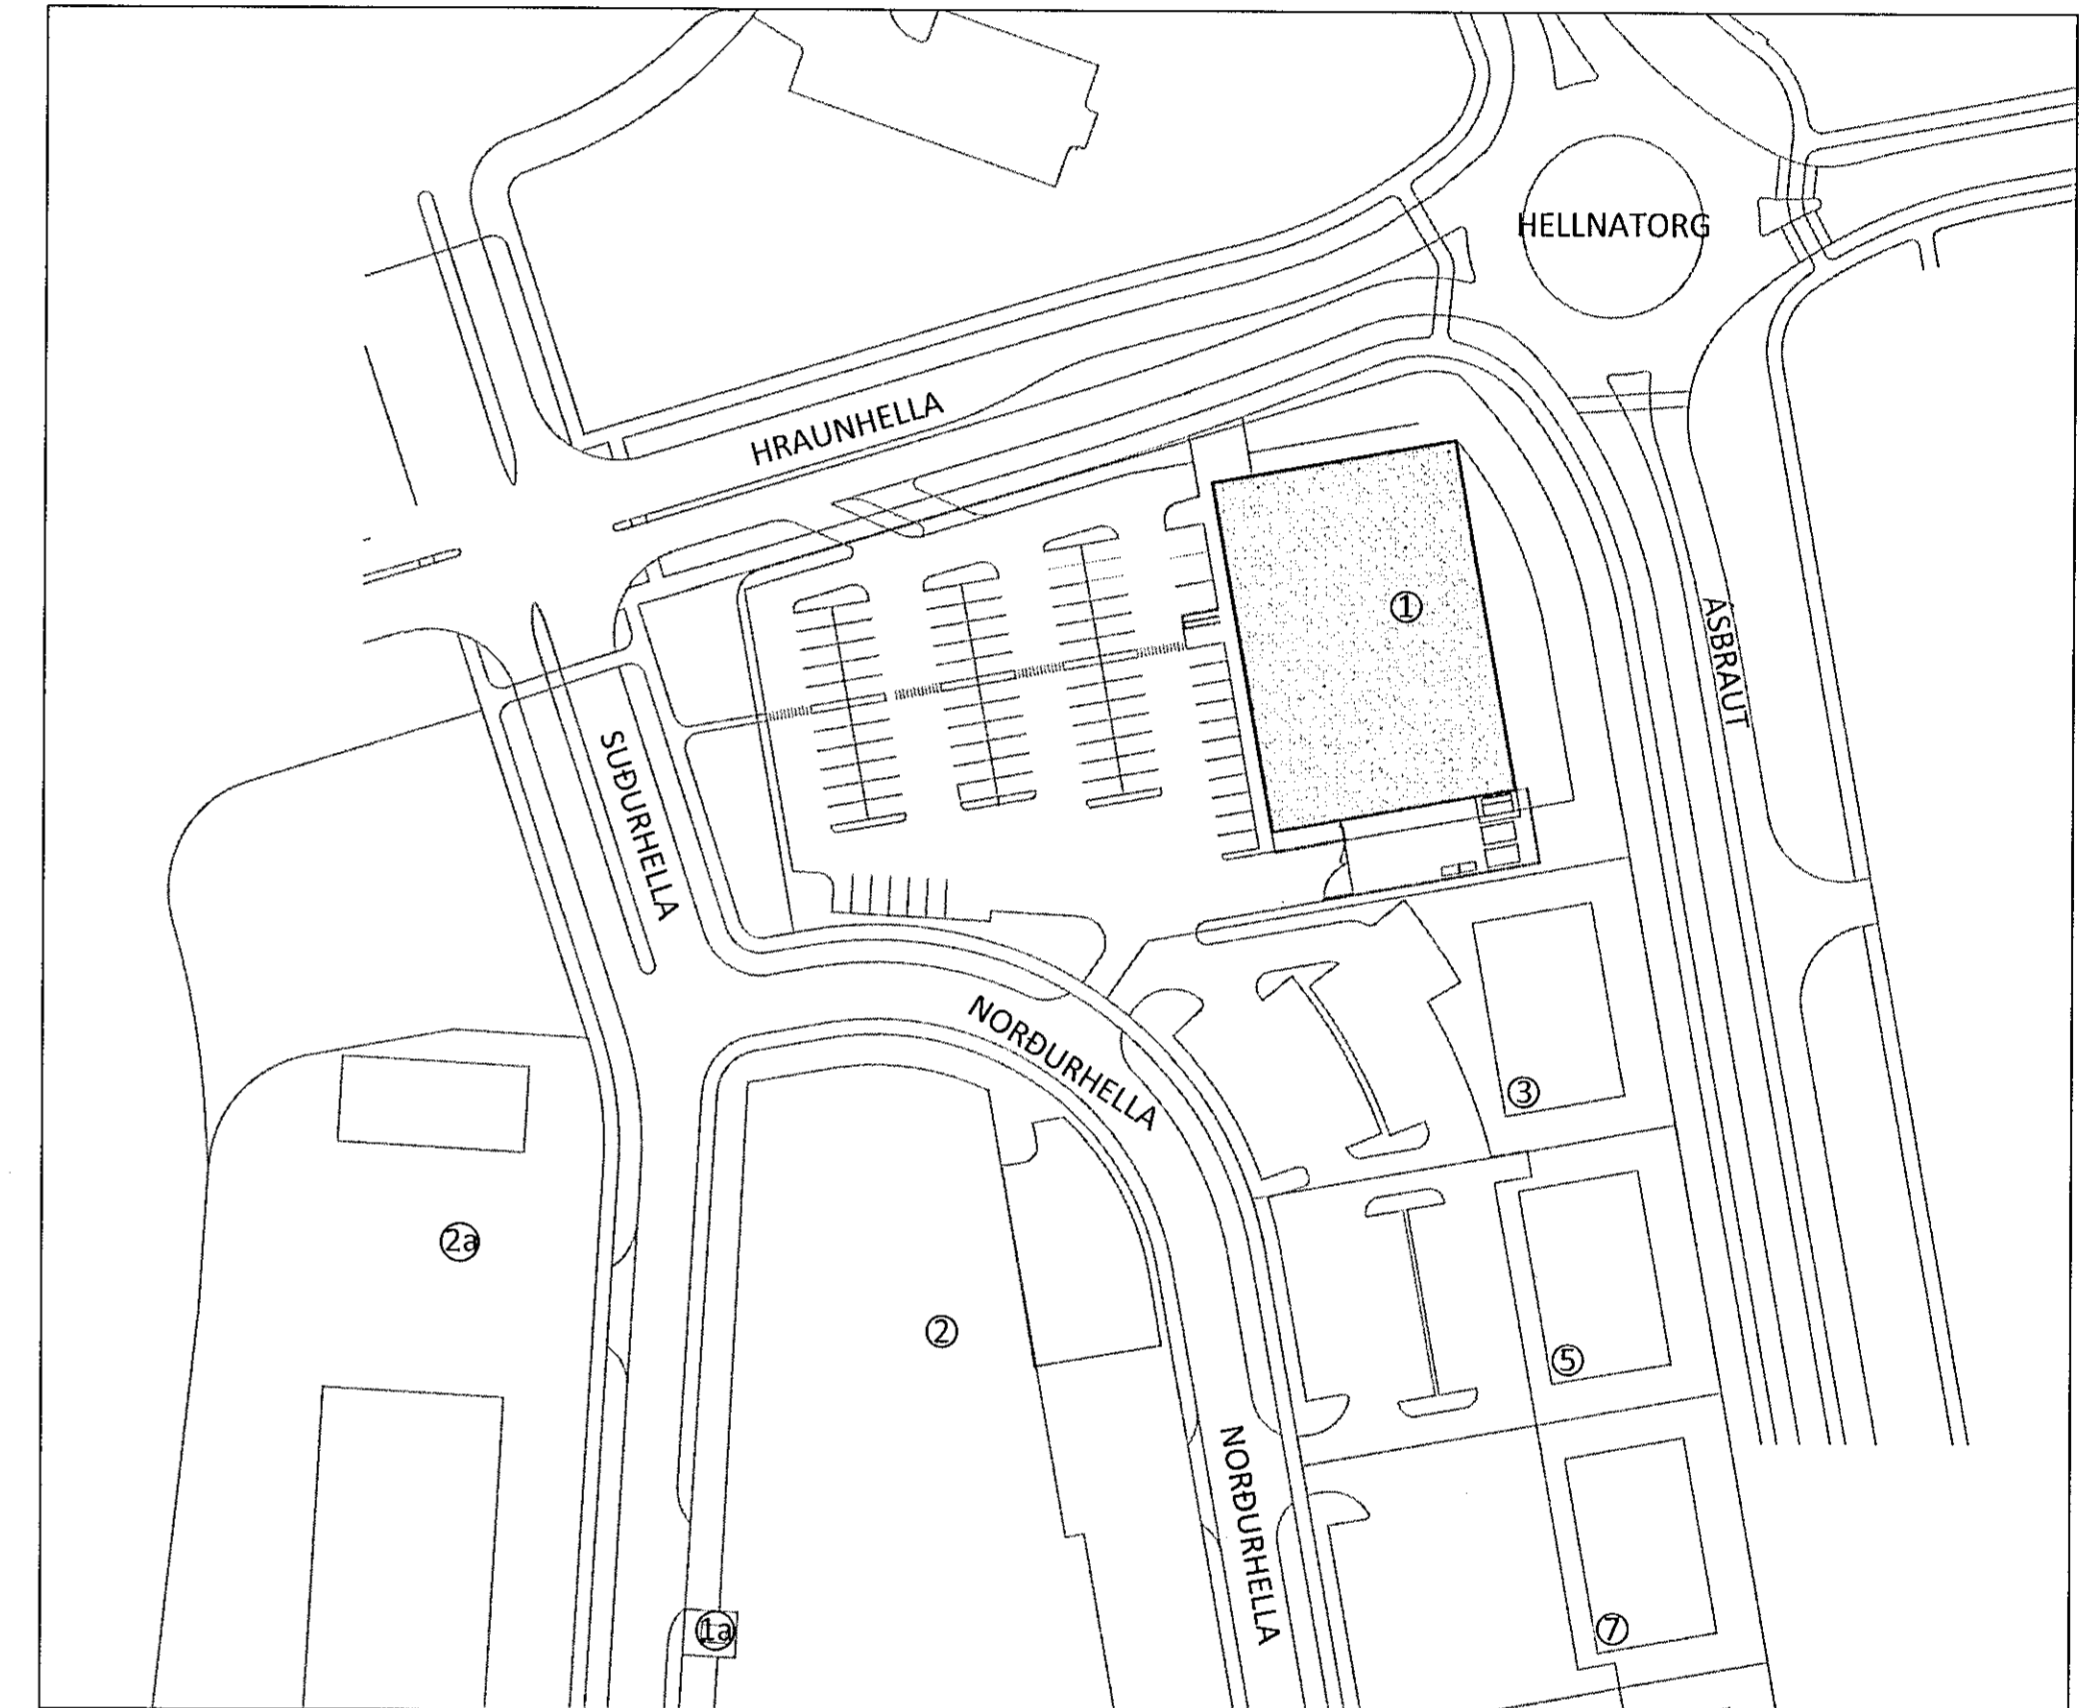 HELLNATORG
HRAUNHELLA
①
ÁSBRAUT
SUÐURHELLA
NORÐURHELLA
③
2a
②
⑤
NORÐURHELLA
1a
⑦